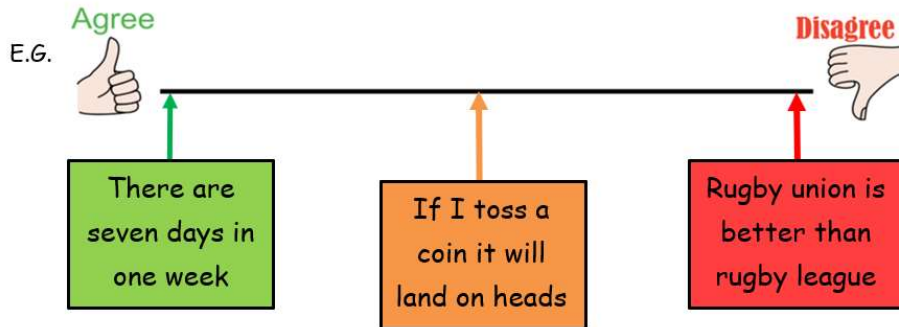 Agree
Disagree
E.G.
There are
seven days in
one week
If I toss a
coin it will
land on heads
Rugby union is
better than
rugby league